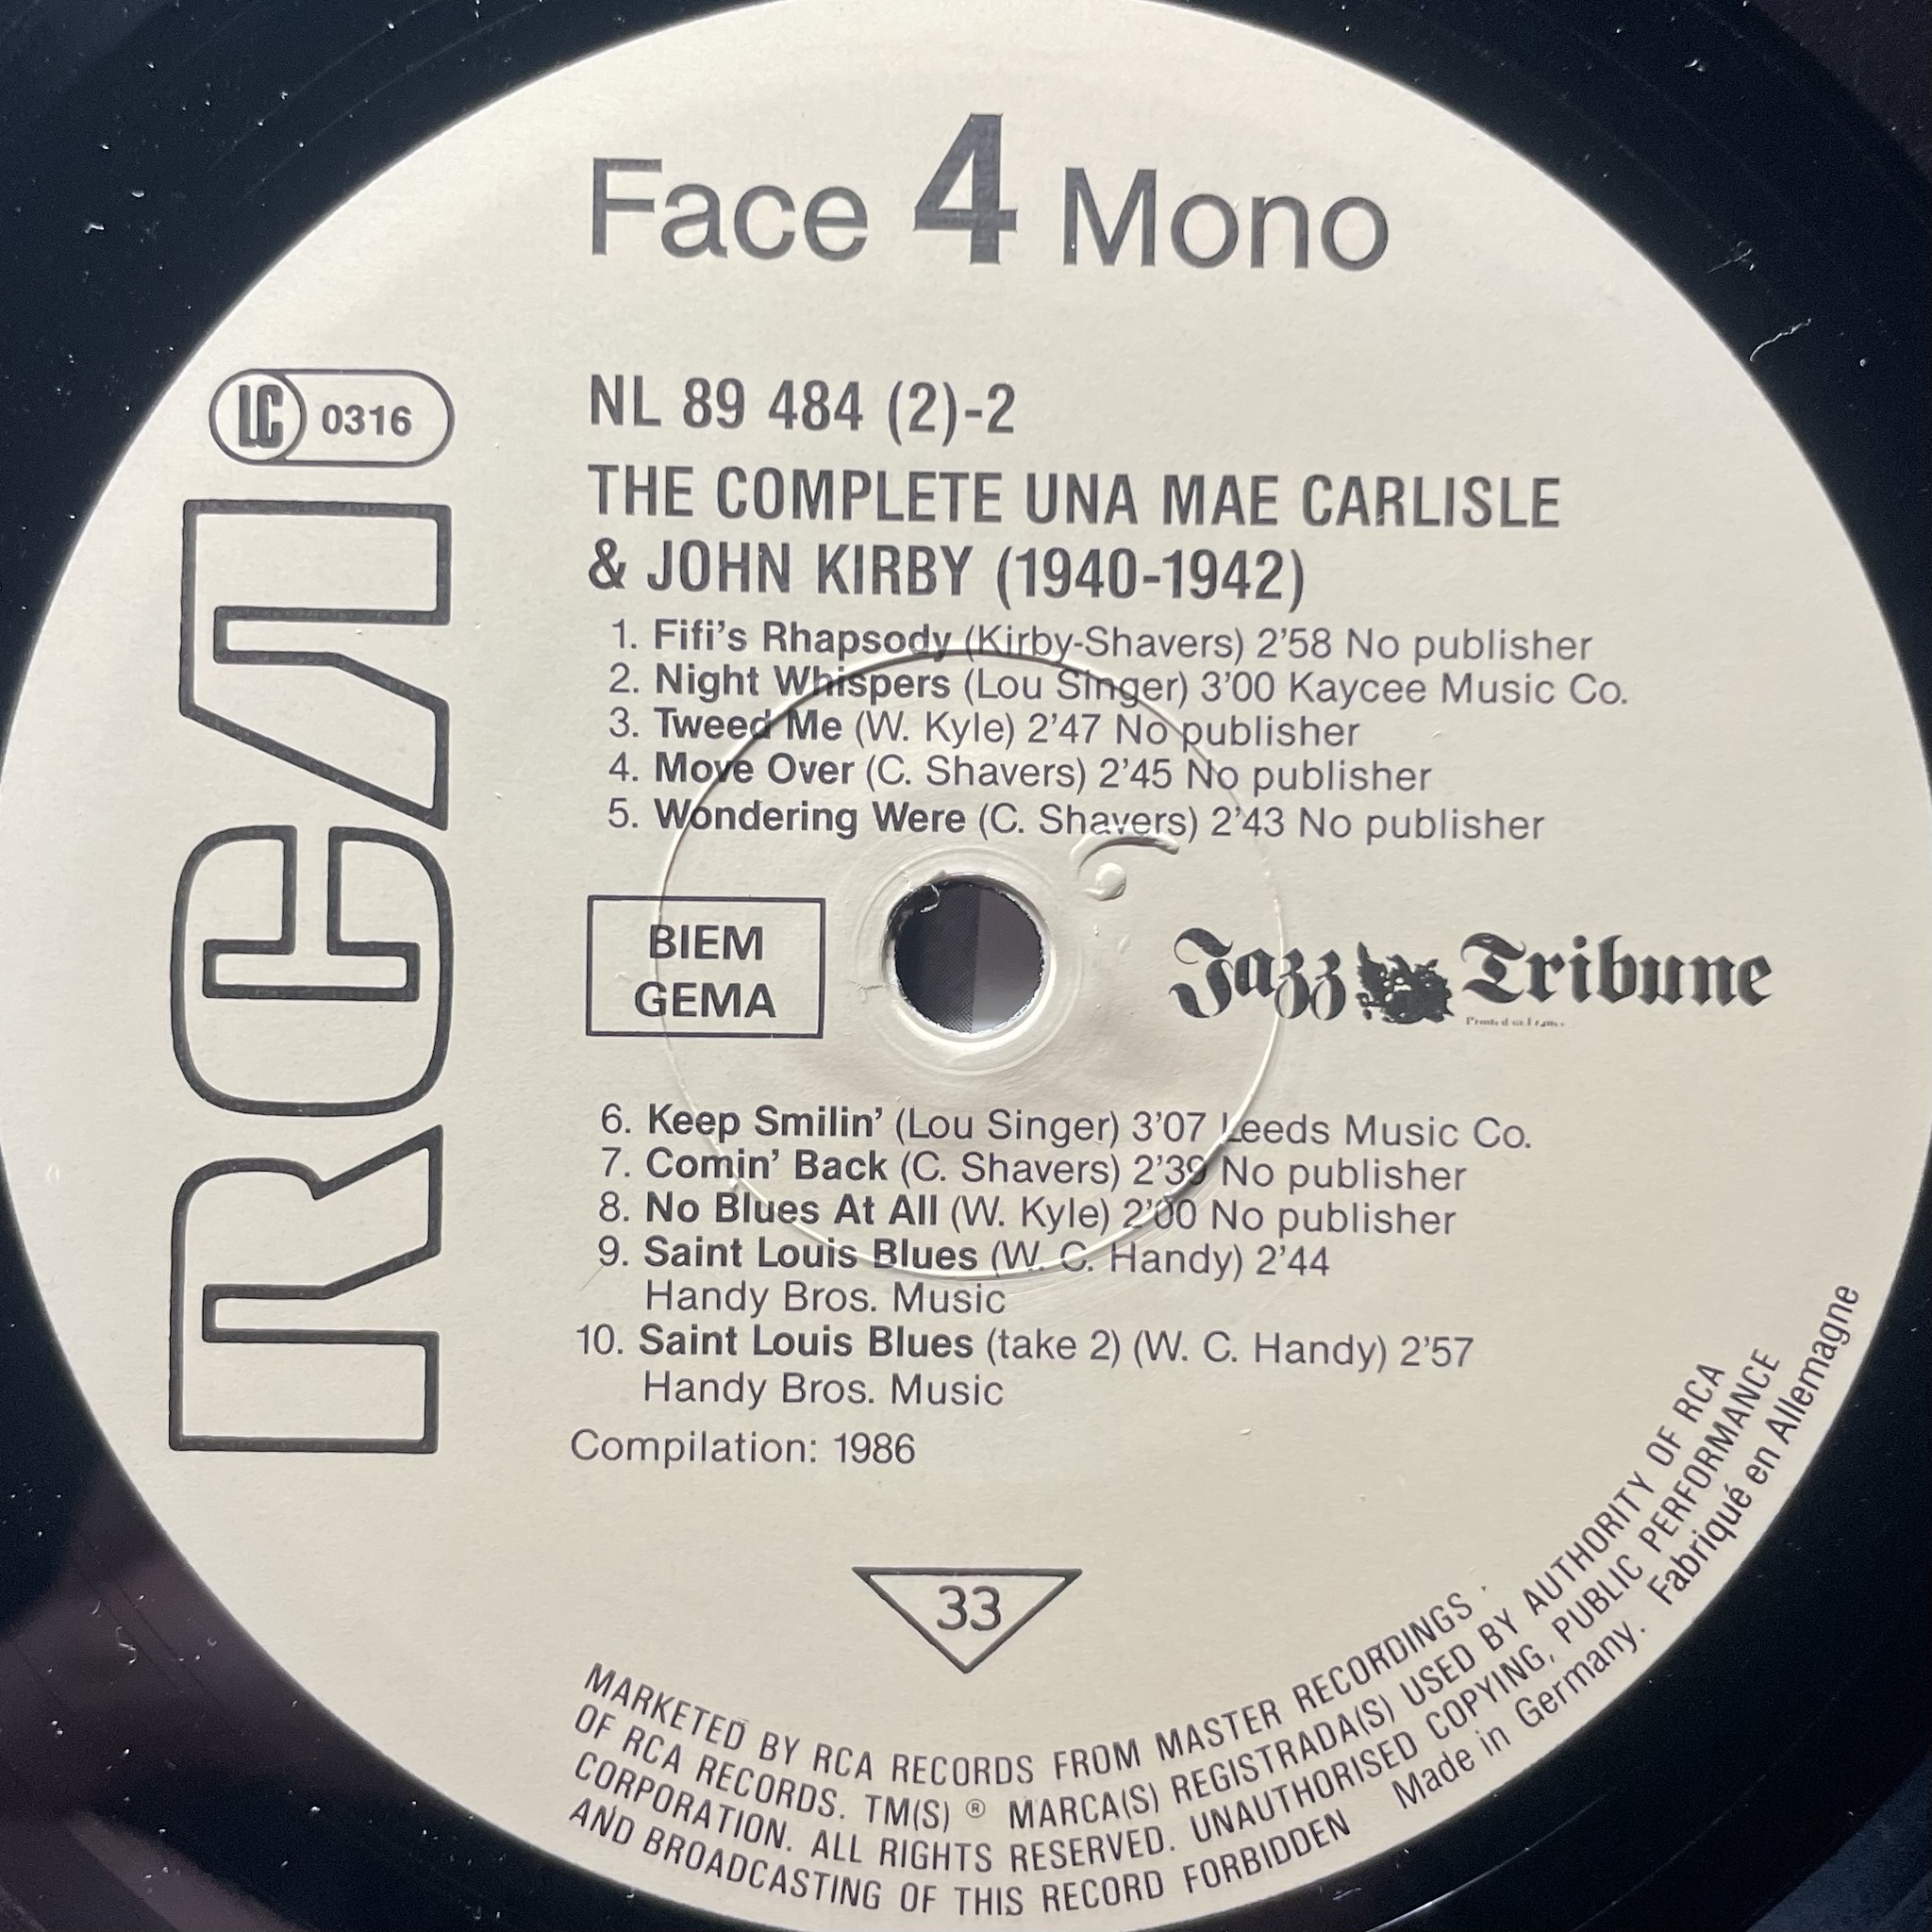 Face 4 Mono
LC 0316
RCA
NL 89 484 (2)-2
THE COMPLETE UNA MAE CARLISLE
& JOHN KIRBY (1940-1942)
1. Fifi's Rhapsody (Kirby-Shavers) 2'58 No publisher
2. Night Whispers (Lou Singer) 3'00 Kaycee Music Co.
3. Tweed Me (W. Kyle) 2'47 No publisher
4. Move Over (C. Shavers) 2'45 No publisher
5. Wondering Were (C. Shavers) 2'43 No publisher
BIEM
GEMA
Jazz Tribune
6. Keep Smilin' (Lou Singer) 3'07 Leeds Music Co.
7. Comin' Back (C. Shavers) 2'39 No publisher
8. No Blues At All (W. Kyle) 2'00 No publisher
9. Saint Louis Blues (W. C. Handy) 2'44
Handy Bros. Music
10. Saint Louis Blues (take 2) (W. C. Handy) 2'57
Handy Bros. Music
Compilation: 1986
33
MARKETED BY RCA RECORDS FROM MASTER RECORDINGS
OF RCA RECORDS. TM(S) ® MARCA(S) REGISTRADA(S) USED BY AUTHORITY OF RCA
CORPORATION. ALL RIGHTS RESERVED. UNAUTHORISED COPYING, PUBLIC PERFORMANCE
AND BROADCASTING OF THIS RECORD FORBIDDEN Made in Germany. Fabriqué en Allemagne